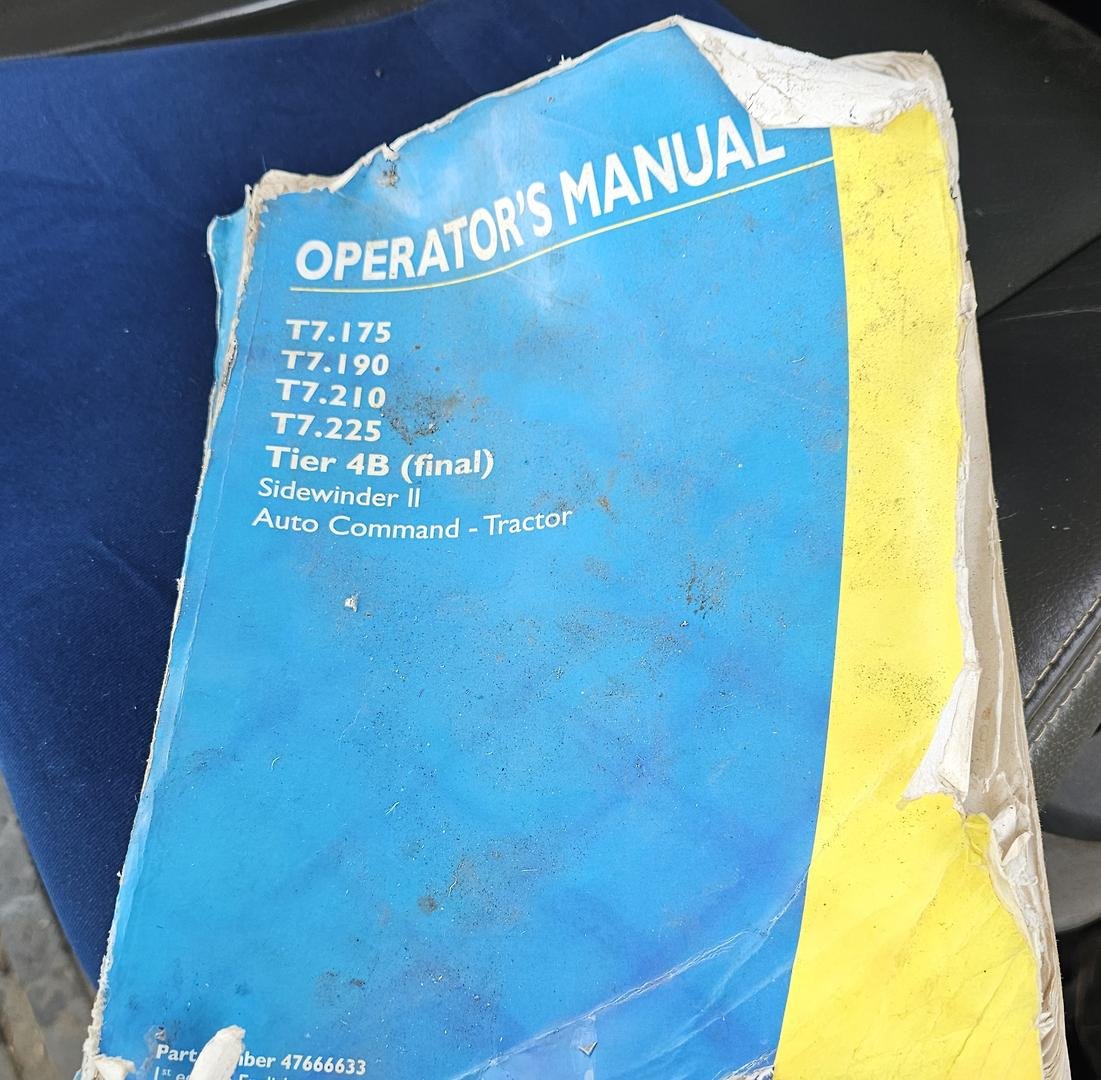 OPERATOR'S MANUAL
T7.175
T7.190
T7.210
T7.225
Tier 4B (final)
Sidewinder II
Auto Command - Tractor
Part 47666633
1st